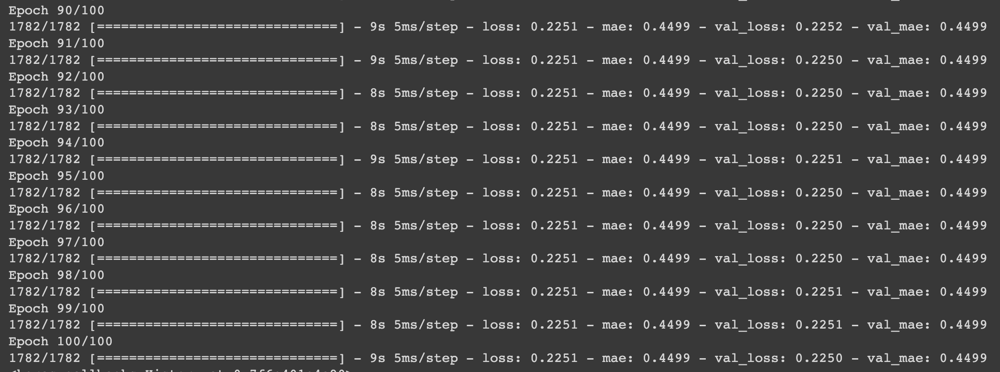 Epoch 90/100
1782/1782 [==============================] - 9s 5ms/step - loss: 0.2251 - mae: 0.4499 - val_loss: 0.2252 - val_mae: 0.4499
Epoch 91/100
1782/1782 [==============================] - 9s 5ms/step - loss: 0.2251 - mae: 0.4499 - val_loss: 0.2250 - val_mae: 0.4499
Epoch 92/100
1782/1782 [==============================] - 8s 5ms/step - loss: 0.2251 - mae: 0.4499 - val_loss: 0.2250 - val_mae: 0.4499
Epoch 93/100
1782/1782 [==============================] - 8s 5ms/step - loss: 0.2251 - mae: 0.4499 - val_loss: 0.2250 - val_mae: 0.4499
Epoch 94/100
1782/1782 [==============================] - 9s 5ms/step - loss: 0.2251 - mae: 0.4499 - val_loss: 0.2251 - val_mae: 0.4499
Epoch 95/100
1782/1782 [==============================] - 8s 5ms/step - loss: 0.2251 - mae: 0.4499 - val_loss: 0.2250 - val_mae: 0.4499
Epoch 96/100
1782/1782 [==============================] - 8s 5ms/step - loss: 0.2251 - mae: 0.4499 - val_loss: 0.2250 - val_mae: 0.4499
Epoch 97/100
1782/1782 [==============================] - 8s 5ms/step - loss: 0.2251 - mae: 0.4499 - val_loss: 0.2250 - val_mae: 0.4499
Epoch 98/100
1782/1782 [==============================] - 8s 5ms/step - loss: 0.2251 - mae: 0.4499 - val_loss: 0.2251 - val_mae: 0.4499
Epoch 99/100
1782/1782 [==============================] - 8s 5ms/step - loss: 0.2251 - mae: 0.4499 - val_loss: 0.2251 - val_mae: 0.4499
Epoch 100/100
1782/1782 [==============================] - 9s 5ms/step - loss: 0.2251 - mae: 0.4499 - val_loss: 0.2250 - val_mae: 0.4499